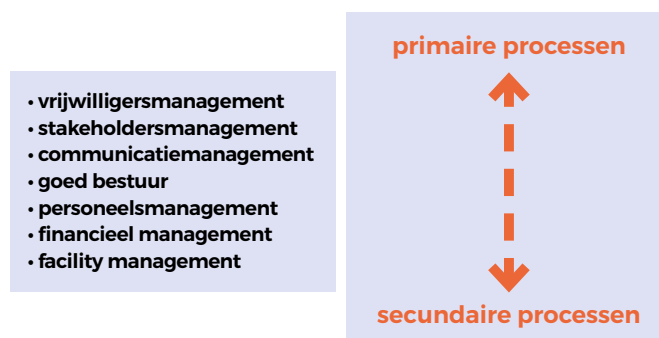 • vrijwilligersmanagement
• stakeholdersmanagement
• communicatiemanagement
• goed bestuur
• personeelsmanagement
• financieel management
• facility management
primaire processen
secundaire processen